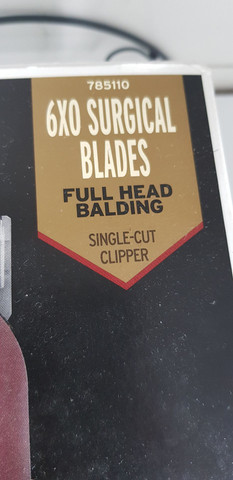 785110
6X0 SURGICAL
BLADES
FULL HEAD
BALDING
SINGLE-CUT
CLIPPER